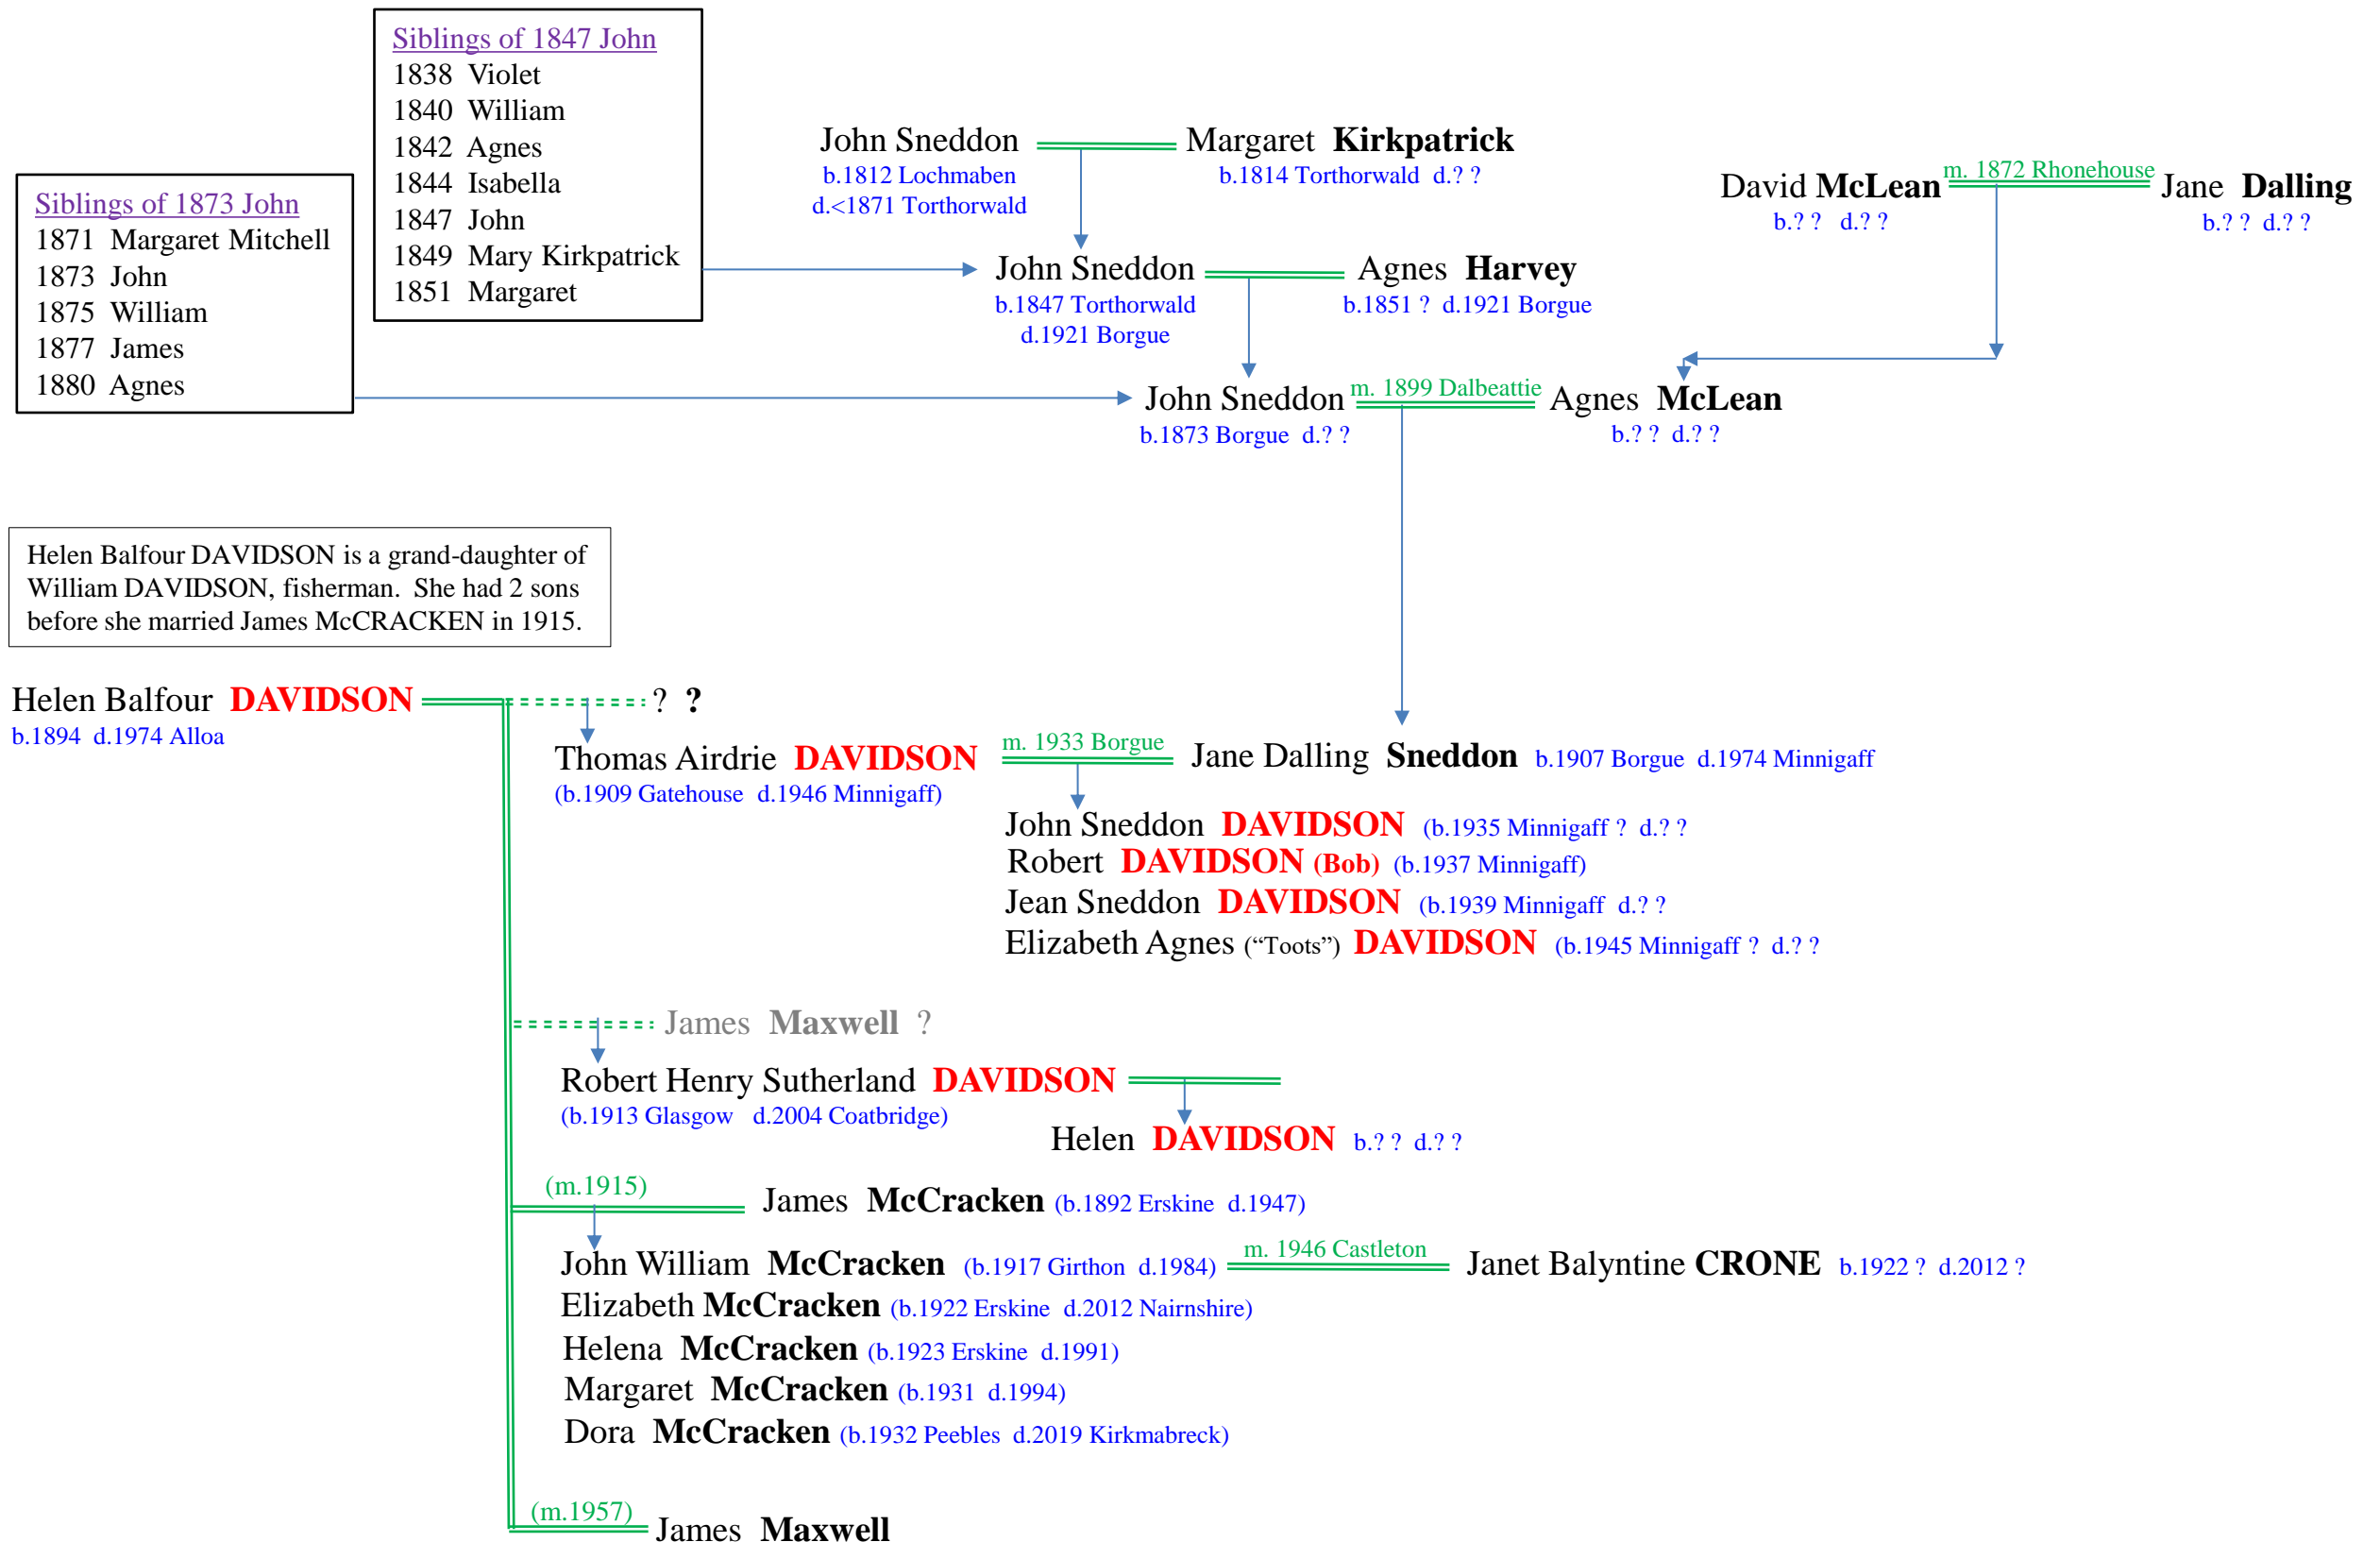 Siblings of 1847 John
1838 Violet
1840 William
1842 Agnes
1844 Isabella
1847 John
1849 Mary Kirkpatrick
1851 Margaret
Siblings of 1873 John
1871 Margaret Mitchell
1873 John
1875 William
1877 James
1880 Agnes
John Sneddon
b.1812 Lochmaben
d.<1871 Torthorwald
Margaret Kirkpatrick
b.1814 Torthorwald d.? ?
David McLean
b.? ? d.? ?
m. 1872 Rhonehouse
Jane Dalling
b.? ? d.? ?
John Sneddon
b.1847 Torthorwald
d.1921 Borgue
Agnes Harvey
b.1851 ? d.1921 Borgue
John Sneddon
b.1873 Borgue d.? ?
m. 1899 Dalbeattie
Agnes McLean
b.? ? d.? ?
Helen Balfour DAVIDSON is a grand-daughter of
William DAVIDSON, fisherman. She had 2 sons
before she married James McCRACKEN in 1915.
Helen Balfour DAVIDSON
b.1894 d.1974 Alloa
? ?
Thomas Airdrie DAVIDSON
(b.1909 Gatehouse d.1946 Minnigaff)
m. 1933 Borgue
Jane Dalling Sneddon b.1907 Borgue d.1974 Minnigaff
John Sneddon DAVIDSON (b.1935 Minnigaff ? d.? ?
Robert DAVIDSON (Bob) (b.1937 Minnigaff)
Jean Sneddon DAVIDSON (b.1939 Minnigaff d.? ?
Elizabeth Agnes (“Toots”) DAVIDSON (b.1945 Minnigaff ? d.? ?
James Maxwell ?
Robert Henry Sutherland DAVIDSON
(b.1913 Glasgow d.2004 Coatbridge)
Helen DAVIDSON b.? ? d.? ?
(m.1915)
James McCracken (b.1892 Erskine d.1947)
John William McCracken (b.1917 Girthon d.1984)
m. 1946 Castleton
Janet Balyntine CRONE b.1922 ? d.2012 ?
Elizabeth McCracken (b.1922 Erskine d.2012 Nairnshire)
Helena McCracken (b.1923 Erskine d.1991)
Margaret McCracken (b.1931 d.1994)
Dora McCracken (b.1932 Peebles d.2019 Kirkmabreck)
(m.1957)
James Maxwell